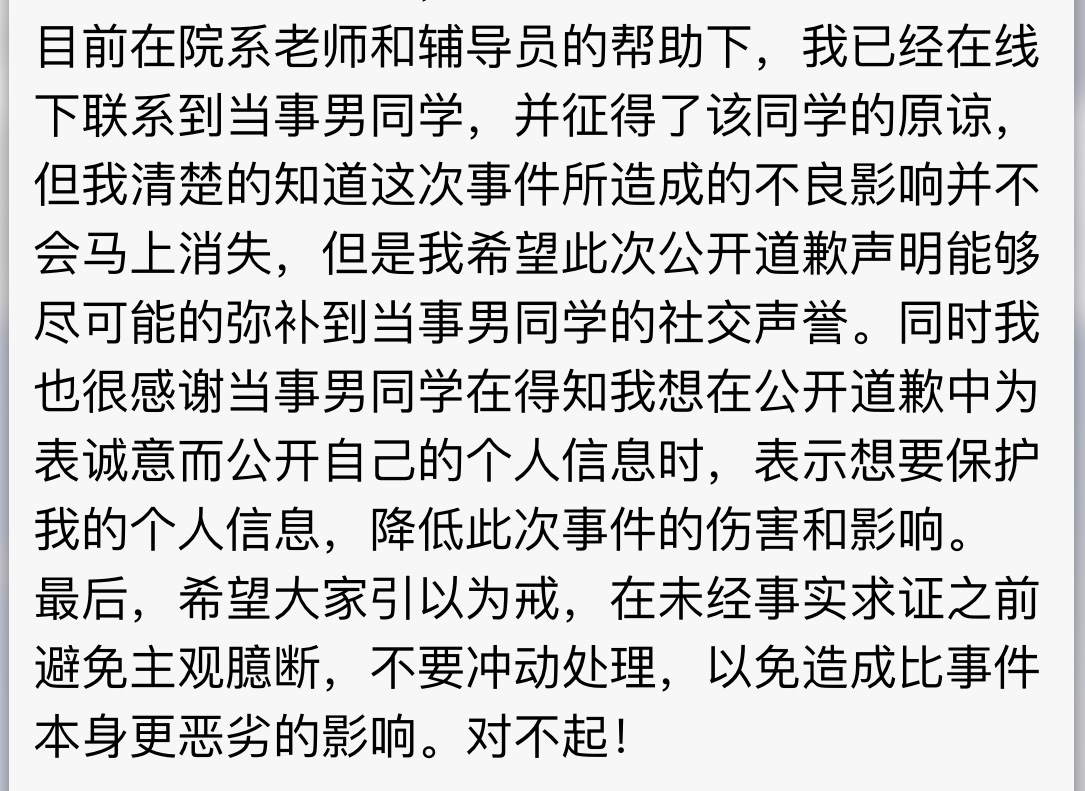 目前在院系老师和辅导员的帮助下，我已经在线
下联系到当事男同学，并征得了该同学的原谅，
但我清楚的知道这次事件所造成的不良影响并不
会马上消失，但是我希望此次公开道歉声明能够
尽可能的弥补到当事男同学的社交声誉。同时我
也很感谢当事男同学在得知我想在公开道歉中为
表诚意而公开自己的个人信息时，表示想要保护
我的个人信息，降低此次事件的伤害和影响。
最后，希望大家引以为戒，在未经事实求证之前
避免主观臆断，不要冲动处理，以免造成比事件
本身更恶劣的影响。对不起！